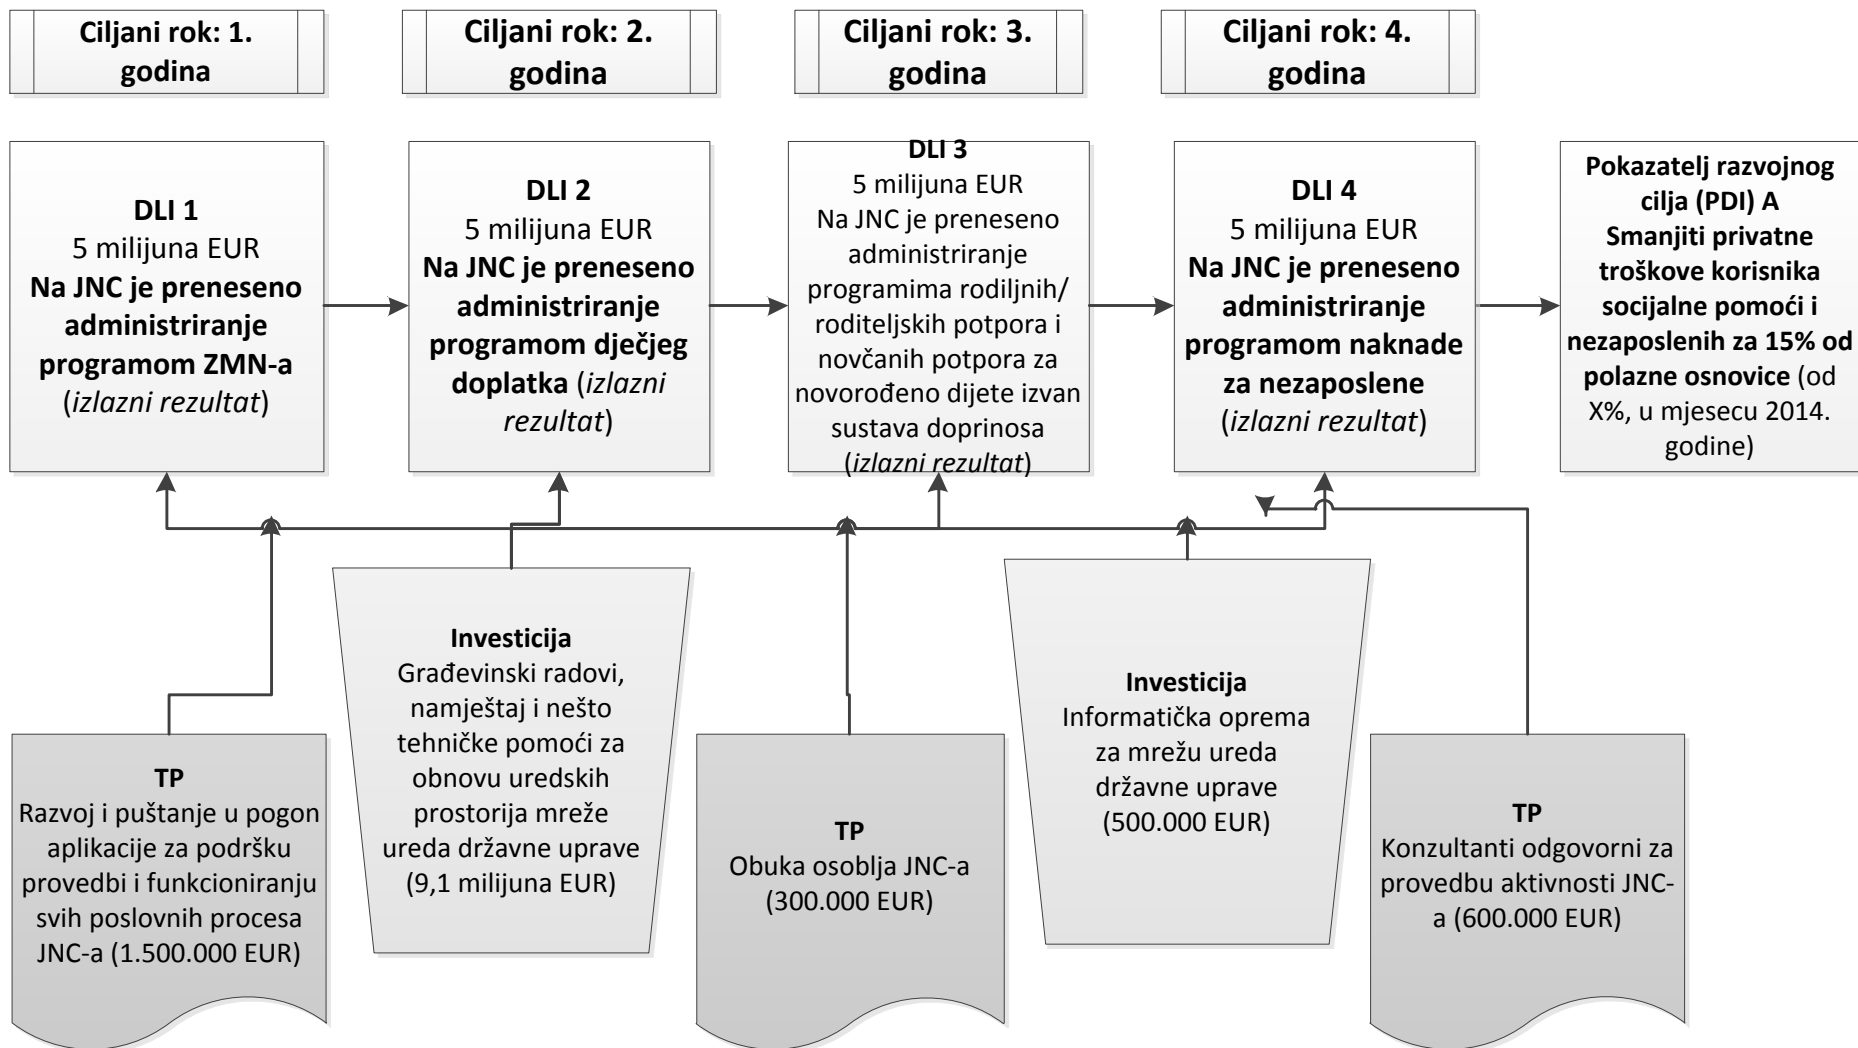 Ciljani rok: 1.
godina
Ciljani rok: 2.
godina
Ciljani rok: 3.
godina
Ciljani rok: 4.
godina
DLI 1
5 milijuna EUR
Na JNC je preneseno
administriranje
programom ZMN-a
(izlazni rezultat)
DLI 2
5 milijuna EUR
Na JNC je preneseno
administriranje
programom dječjeg
doplatka (izlazni
rezultat)
DLI 3
5 milijuna EUR
Na JNC je preneseno
administriranje
programima rodiljnih/
roditeljskih potpora i
novčanih potpora za
novorođeno dijete izvan
sustava doprinosa
(izlazni rezultat)
DLI 4
5 milijuna EUR
Na JNC je preneseno
administriranje
programom naknade
za nezaposlene
(izlazni rezultat)
Pokazatelj razvojnog
cilja (PDI) A
Smanjiti privatne
troškove korisnika
socijalne pomoći i
nezaposlenih za 15% od
polazne osnovice (od
X%, u mjesecu 2014.
godine)
TP
Razvoj i puštanje u pogon
aplikacije za podršku
provedbi i funkcioniranju
svih poslovnih procesa
JNC-a (1.500.000 EUR)
Investicija
Građevinski radovi,
namještaj i nešto
tehničke pomoći za
obnovu uredskih
prostorija mreže
ureda državne uprave
(9,1 milijuna EUR)
TP
Obuka osoblja JNC-a
(300.000 EUR)
Investicija
Informatička oprema
za mrežu ureda
državne uprave
(500.000 EUR)
TP
Konzultanti odgovorni za
provedbu aktivnosti JNC-
a (600.000 EUR)